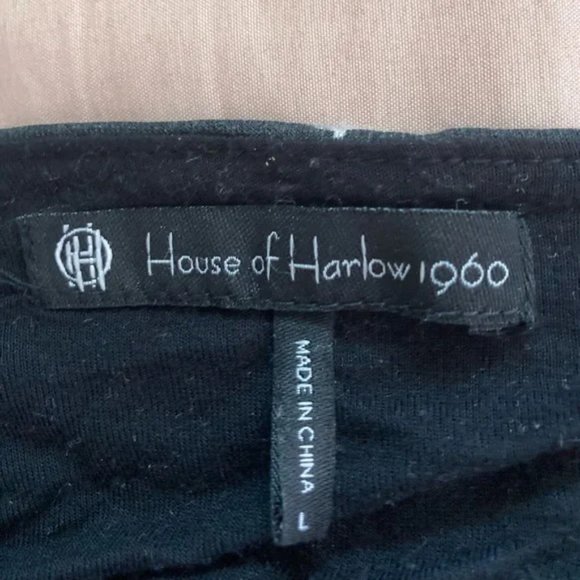 House of Harlow 1960
MADE IN CHINA
L